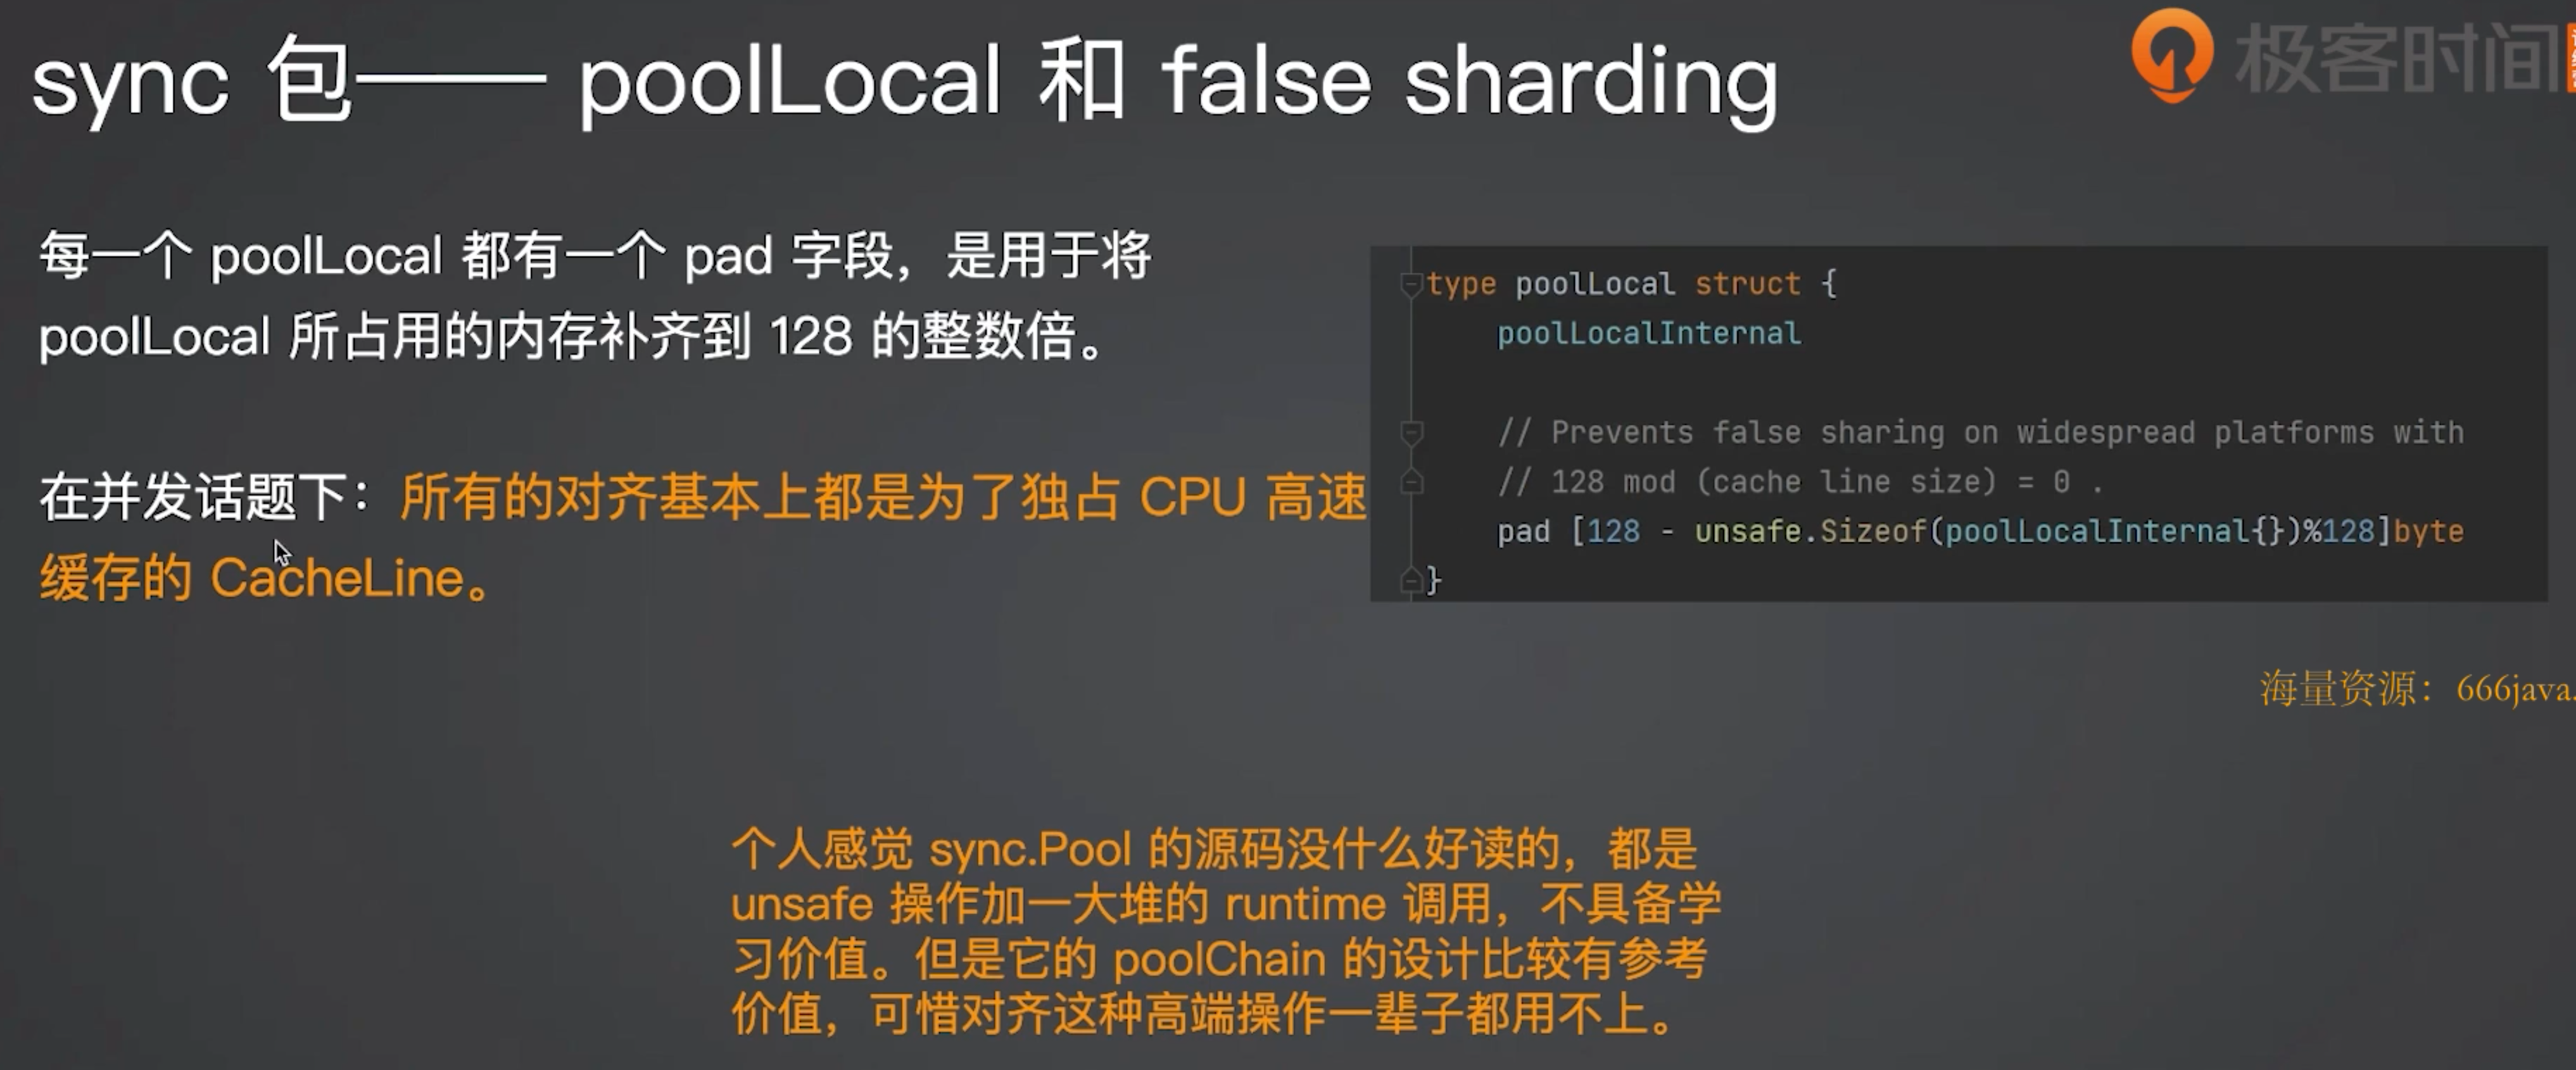 sync 包—— poolLocal 和 false sharding
极客时间
每一个 poolLocal 都有一个 pad 字段，是用于将
poolLocal 所占用的内存补齐到 128 的整数倍。
在并发话题下：所有的对齐基本上都是为了独占 CPU 高速
缓存的 CacheLine。
type poolLocal struct {
poolLocalInternal
// Prevents false sharing on widespread platforms with
// 128 mod (cache line size) = 0 .
pad [128 - unsafe.Sizeof(poolLocalInternal{})%128]byte
}
海量资源：666java.
个人感觉 sync.Pool 的源码没什么好读的，都是
unsafe 操作加一大堆的 runtime 调用，不具备学
习价值。但是它的 poolChain 的设计比较有参考
价值，可惜对齐这种高端操作一辈子都用不上。